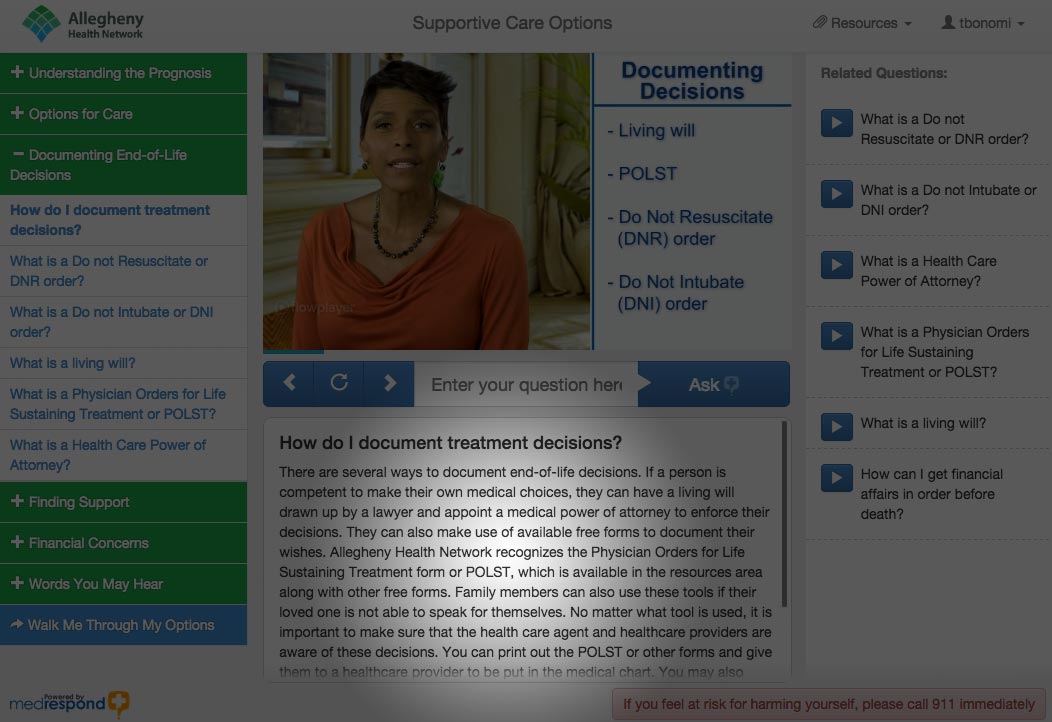 Allegheny
Health Network
Supportive Care Options
Resources
tbonomi
+ Understanding the Prognosis
+ Options for Care
− Documenting End-of-Life
Decisions
How do I document treatment
decisions?
What is a Do not Resuscitate or
DNR order?
What is a Do not Intubate or DNI
order?
What is a living will?
What is a Physician Orders for Life
Sustaining Treatment or POLST?
What is a Health Care Power of
Attorney?
+ Finding Support
+ Financial Concerns
+ Words You May Hear
Walk Me Through My Options
Documenting
Decisions
- Living will
- POLST
- Do Not Resuscitate
(DNR) order
- Do Not Intubate
(DNI) order
flowplayer
Enter your question here
Ask
How do I document treatment decisions?
There are several ways to document end-of-life decisions. If a person is
competent to make their own medical choices, they can have a living will
drawn up by a lawyer and appoint a medical power of attorney to enforce their
decisions. They can also make use of available free forms to document their
wishes. Allegheny Health Network recognizes the Physician Orders for Life
Sustaining Treatment form or POLST, which is available in the resources area
along with other free forms. Family members can also use these tools if their
loved one is not able to speak for themselves. No matter what tool is used, it is
important to make sure that the health care agent and healthcare providers are
aware of these decisions. You can print out the POLST or other forms and give
them to a healthcare provider to be put in the medical chart. You may also
Related Questions:
What is a Do not
Resuscitate or DNR order?
What is a Do not Intubate or
DNI order?
What is a Health Care
Power of Attorney?
What is a Physician Orders
for Life Sustaining
Treatment or POLST?
What is a living will?
How can I get financial
affairs in order before
death?
Powered by
medrespond
If you feel at risk for harming yourself, please call 911 immediately